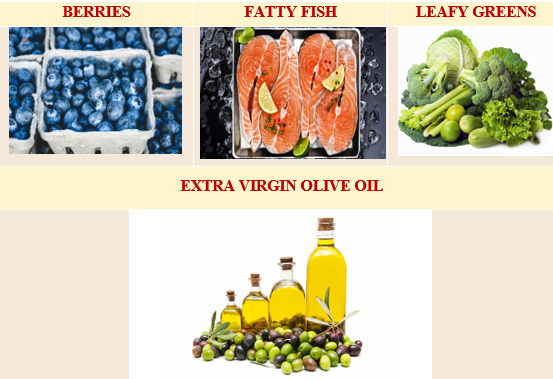 BERRIES
FATTY FISH
LEAFY GREENS
EXTRA VIRGIN OLIVE OIL